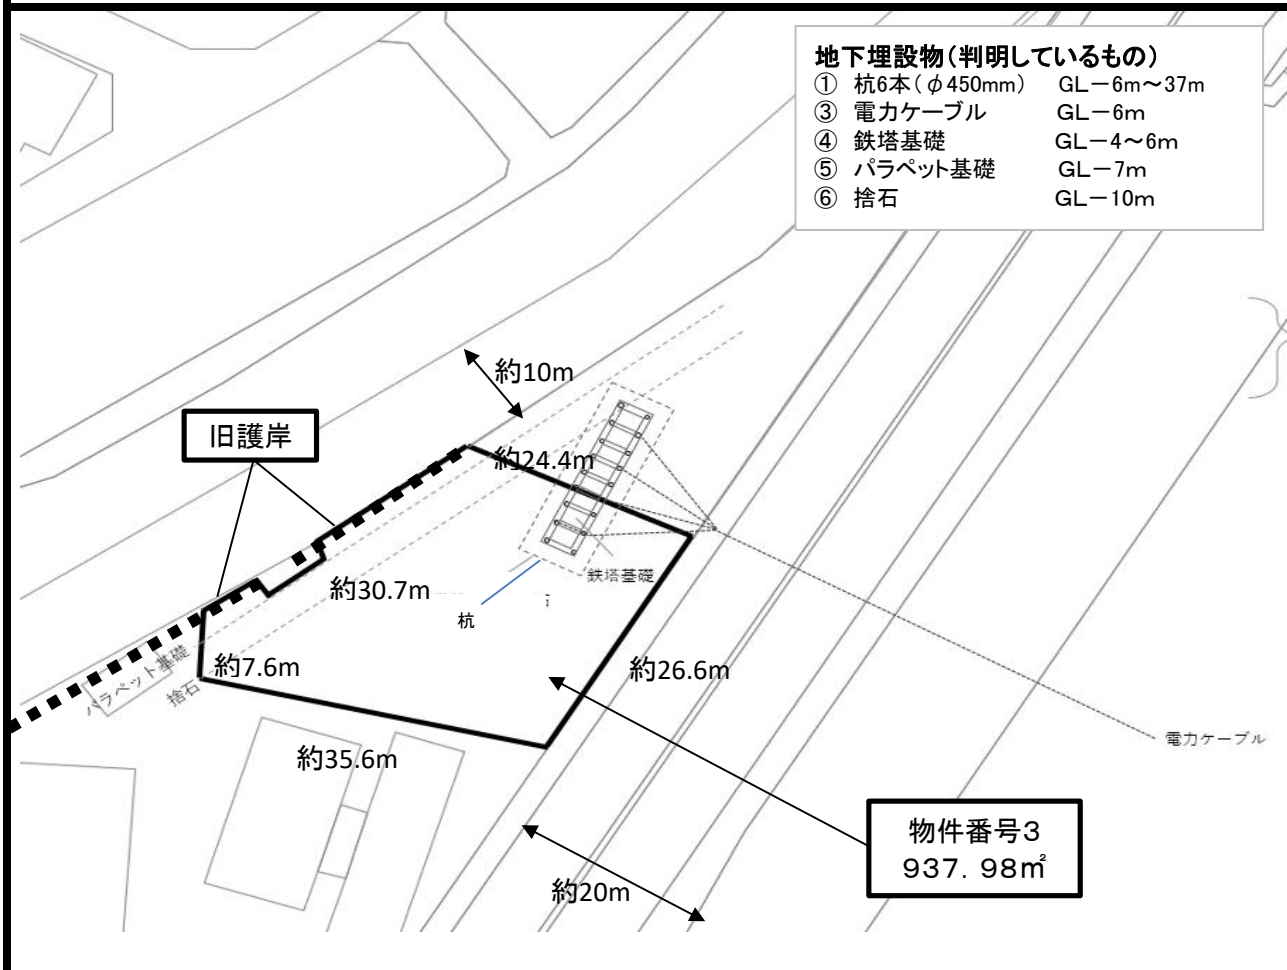 地下埋設物(判明しているもの)
① 杭6本(φ450mm) GL－6m～37m
③ 電力ケーブル GL－6m
④ 鉄塔基礎 GL－4～6m
⑤ パラペット基礎 GL－7m
⑥ 捨石 GL－10m
約10m
旧護岸
約24.4m
鉄塔基礎
約30.7m
杭
パラペット基礎
約7.6m
捨石
約26.6m
電力ケーブル
約35.6m
物件番号3
937.98㎡
約20m